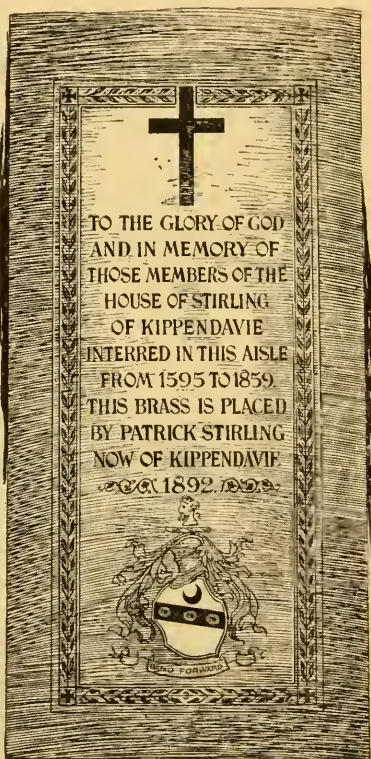 TO THE GLORY OF GOD
AND IN MEMORY OF
THOSE MEMBERS OF THE
HOUSE OF STIRLING
OF KIPPENDAVIE
INTERRED IN THIS AISLE
FROM 1595 TO 1859.
THIS BRASS IS PLACED
BY PATRICK STIRLING
NOW OF KIPPENDAVIE
1892.
FORWARD